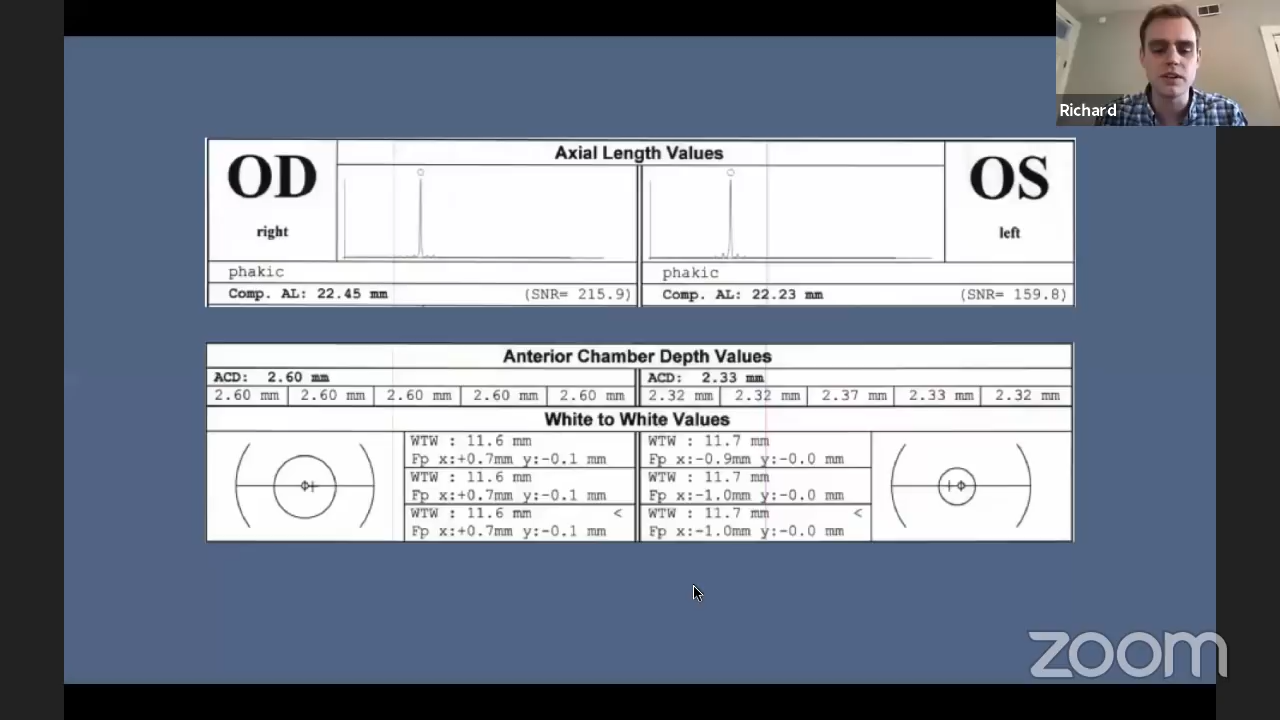 Richard
OD
right
Axial Length Values
OS
left
phakic
phakic
Comp. AL: 22.45 mm (SNR= 215.9)
Comp. AL: 22.23 mm (SNR= 159.8)
Anterior Chamber Depth Values
ACD: 2.60 mm
ACD: 2.33 mm
2.60 mm 2.60 mm 2.60 mm 2.60 mm 2.60 mm
2.32 mm 2.32 mm 2.37 mm 2.33 mm 2.32 mm
White to White Values
WTW : 11.6 mm
Fp x:+0.7mm y:-0.1 mm
WTW : 11.6 mm
Fp x:+0.7mm y:-0.1 mm
WTW : 11.6 mm <
Fp x:+0.7mm y:-0.1 mm
WTW : 11.7 mm
Fp x:-0.9mm y:-0.0 mm
WTW : 11.7 mm
Fp x:-1.0mm y:-0.0 mm
WTW : 11.7 mm <
Fp x:-1.0mm y:-0.0 mm
zoom